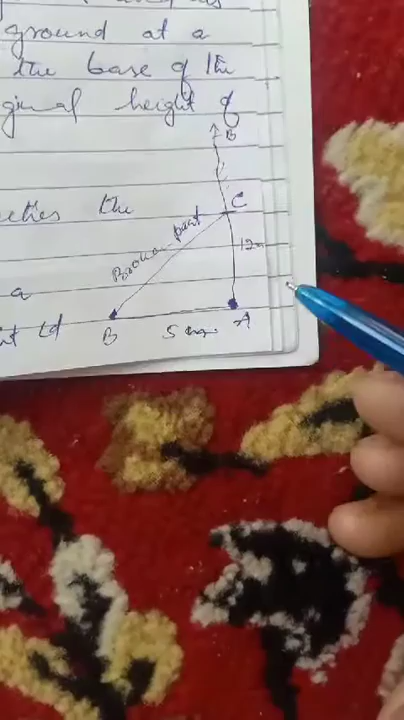 ground at a
the base of the
ginal height of
B
C
the
12m
Broken part
a
B 5m A